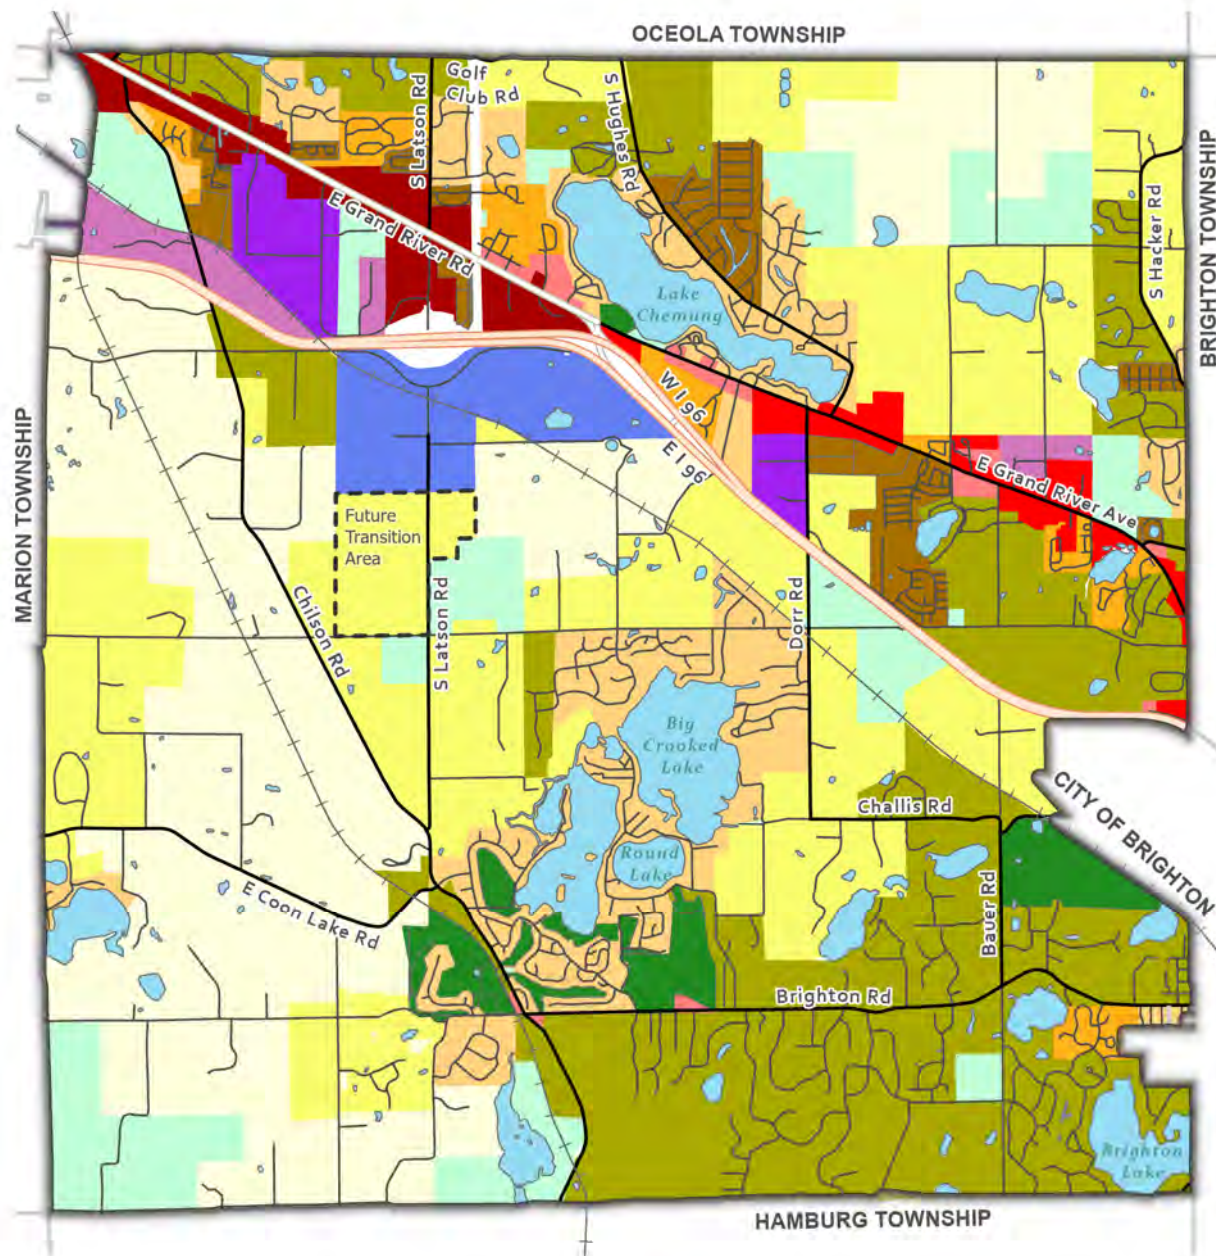 OCEOLA TOWNSHIP
Golf
Club Rd
S Latson Rd
S Hughes Rd
BRIGHTON TOWNSHIP
S Hacker Rd
E Grand River Rd
Lake
Chemung
W I 96
E I 96
E Grand River Ave
MARION TOWNSHIP
Future
Transition
Area
Chilson Rd
S Latson Rd
Dorr Rd
Big
Crooked
Lake
Challis Rd
CITY OF BRIGHTON
Round
Lake
E Coon Lake Rd
Bauer Rd
Brighton Rd
Brighton
Lake
HAMBURG TOWNSHIP